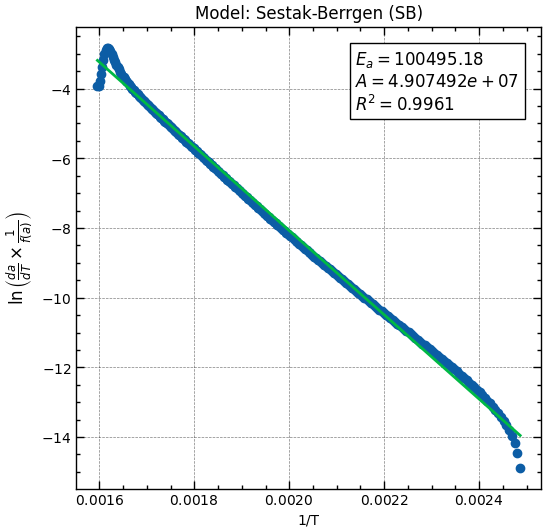 Model: Sestak-Berrgen (SB)
E_a = 100495.18
A = 4.907492e + 07
R^2 = 0.9961
−4
−6
−8
−10
−12
−14
ln(da/dT × 1/f(a))
0.0016 0.0018 0.0020 0.0022 0.0024
1/T